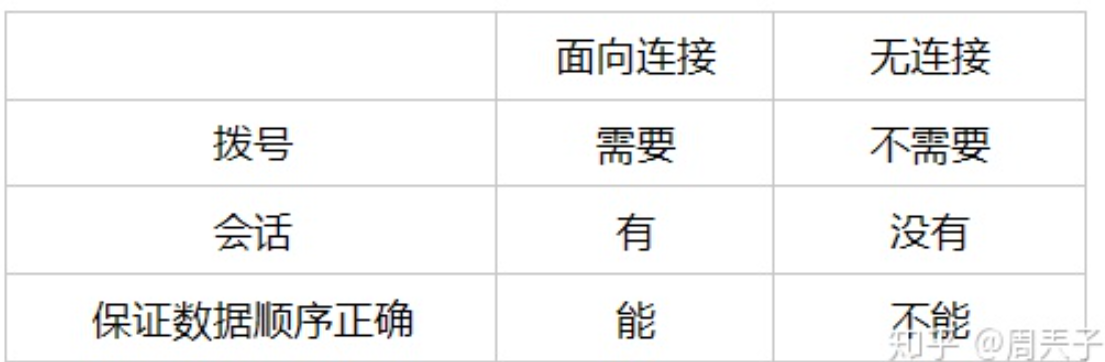 面向连接 无连接
拨号 需要 不需要
会话 有 没有
保证数据顺序正确 能 不能
知乎 @周丟子